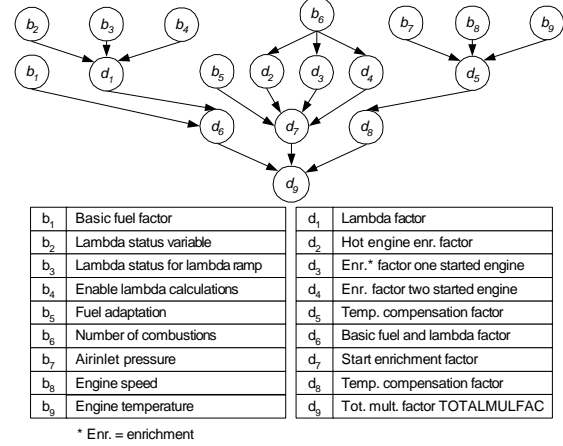 b6
b2 b3 b4 b7 b8 b9
b1 d1 b5 d2 d3 d4 d5
d6 d7 d8
d9
b1 Basic fuel factor d1 Lambda factor
b2 Lambda status variable d2 Hot engine enr. factor
b3 Lambda status for lambda ramp d3 Enr.* factor one started engine
b4 Enable lambda calculations d4 Enr. factor two started engine
b5 Fuel adaptation d5 Temp. compensation factor
b6 Number of combustions d6 Basic fuel and lambda factor
b7 Airinlet pressure d7 Start enrichment factor
b8 Engine speed d8 Temp. compensation factor
b9 Engine temperature d9 Tot. mult. factor TOTALMULFAC
* Enr. = enrichment